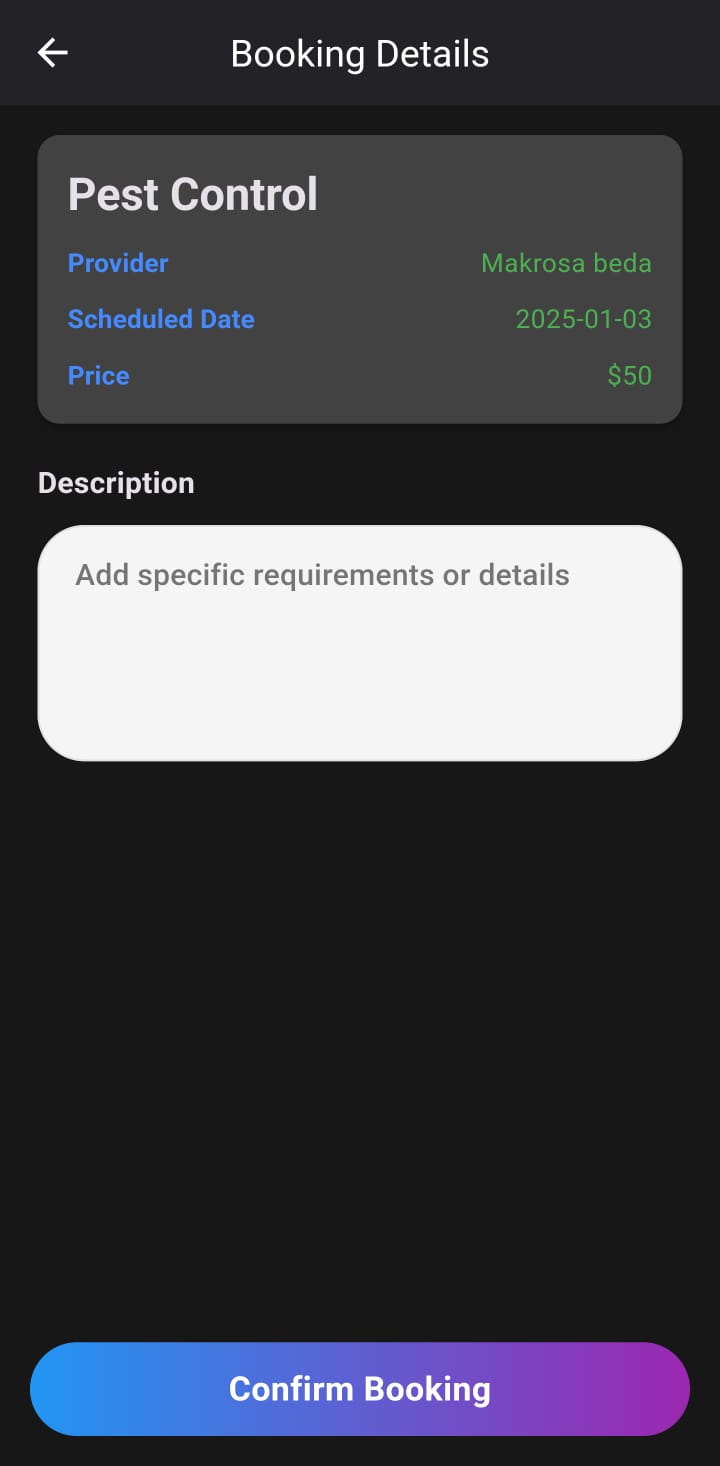 Booking Details
Pest Control
Provider Makrosa beda
Scheduled Date 2025-01-03
Price $50
Description
Add specific requirements or details
Confirm Booking